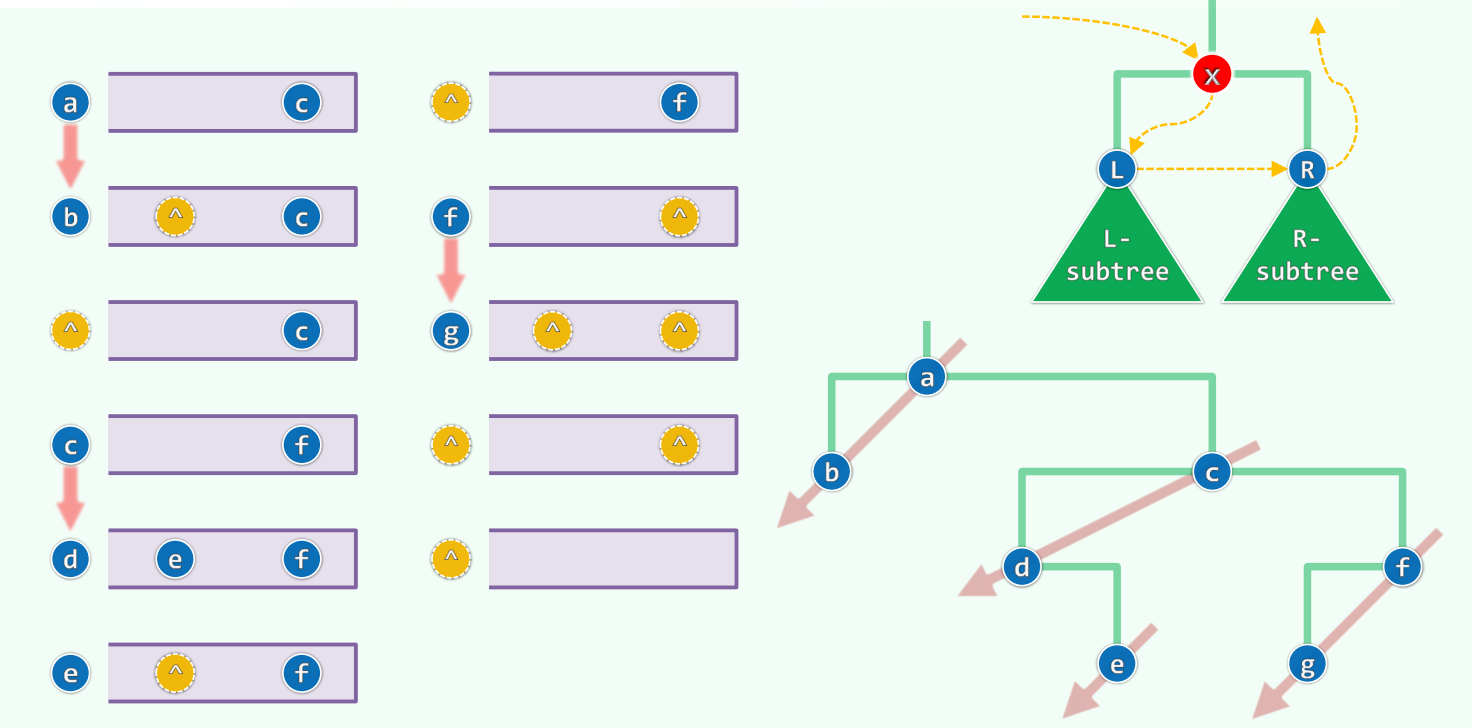 a c
b ^ c
^ c
c f
d e f
e ^ f
^ f
f ^
g ^ ^
^ ^
^
x
L R
L-
subtree
R-
subtree
a
b c
d f
e g